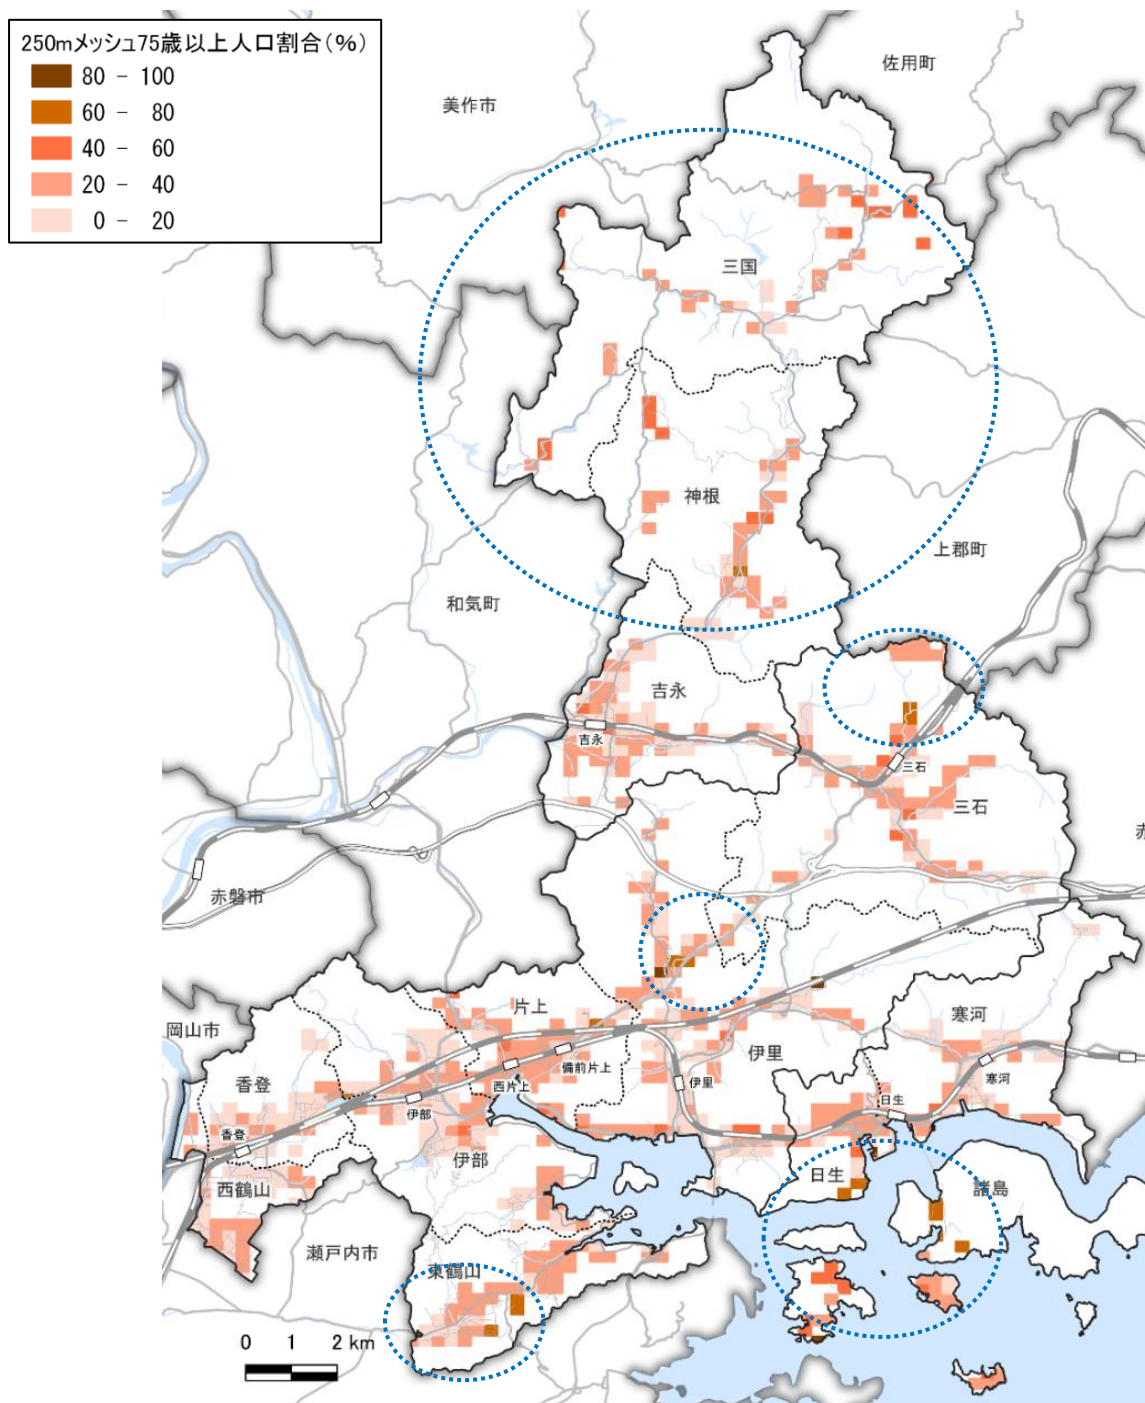 250mメッシュ75歳以上人口割合(%)
80 - 100
60 - 80
40 - 60
20 - 40
0 - 20
佐用町
美作市
三国
神根
上郡町
和気町
吉永
吉永
三石
三石
赤磐市
片上
岡山市
寒河
伊里
備前片上
香登
西片上
伊里
寒河
日生
伊部
香登
伊部
日生
西鶴山
諸島
瀬戸内市
東鶴山
0 1 2 km